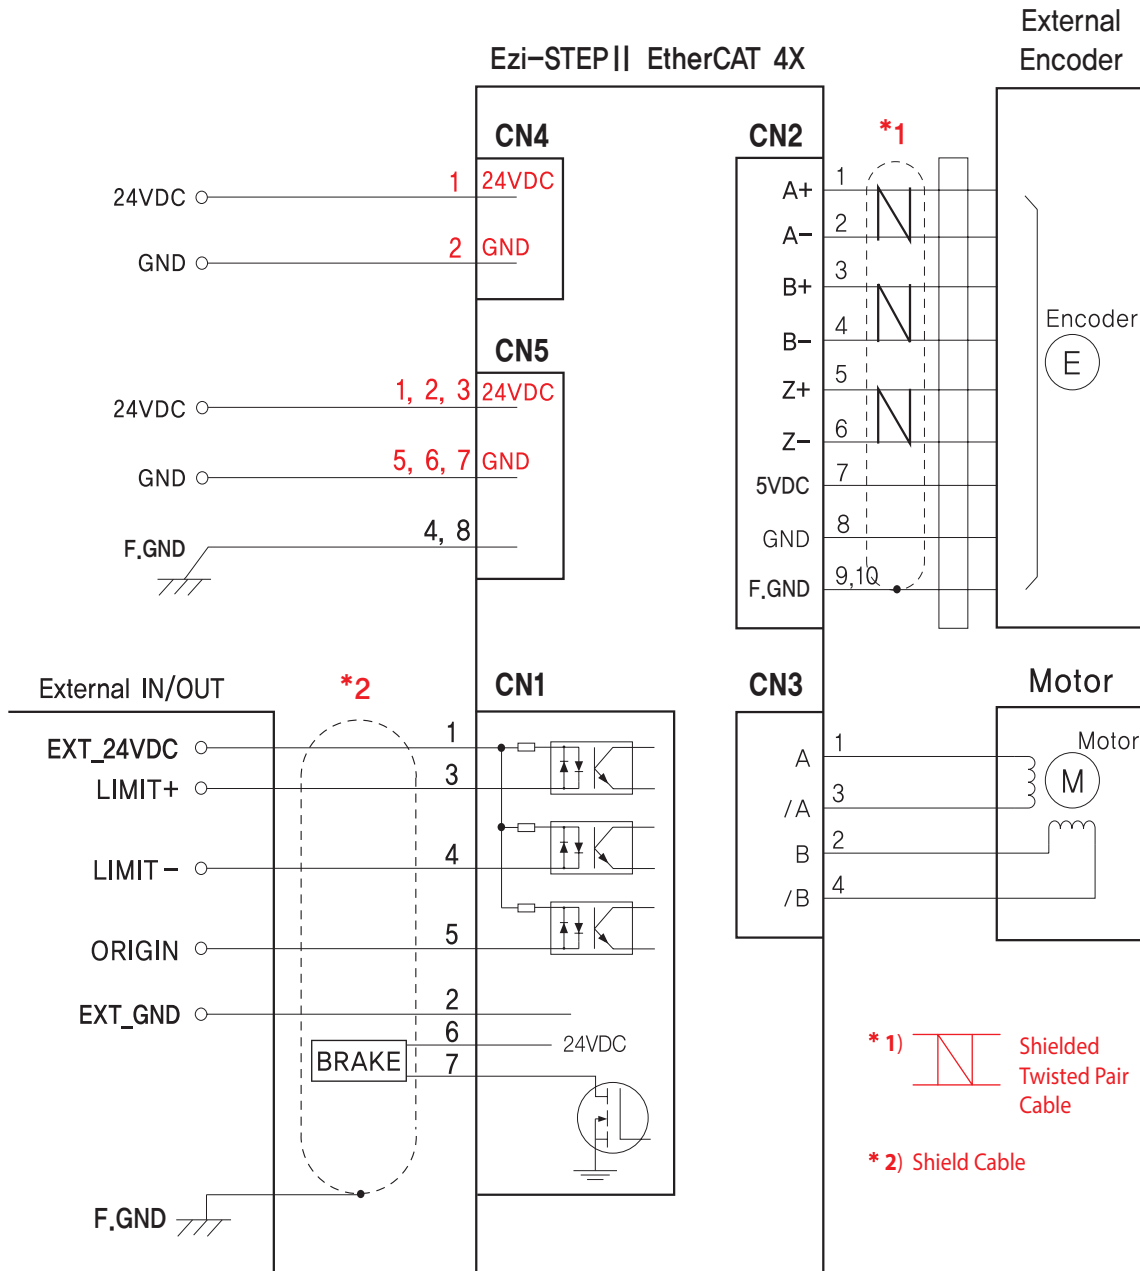 External
Encoder
Ezi-STEP|| EtherCAT 4X
CN4
24VDC 1 24VDC
GND 2 GND
CN5
24VDC 1, 2, 3 24VDC
GND 5, 6, 7 GND
F.GND 4, 8
CN2 *1
A+ 1
A- 2
B+ 3
B- 4
Z+ 5
Z- 6
5VDC 7
GND 8
F.GND 9,10
Encoder
E
External IN/OUT *2
CN1
EXT_24VDC 1
LIMIT+ 3
LIMIT- 4
ORIGIN 5
EXT_GND 2
BRAKE
6 24VDC
7
F.GND
CN3
A 1
/A 3
B 2
/B 4
Motor
Motor
M
* 1) Shielded
Twisted Pair
Cable
* 2) Shield Cable